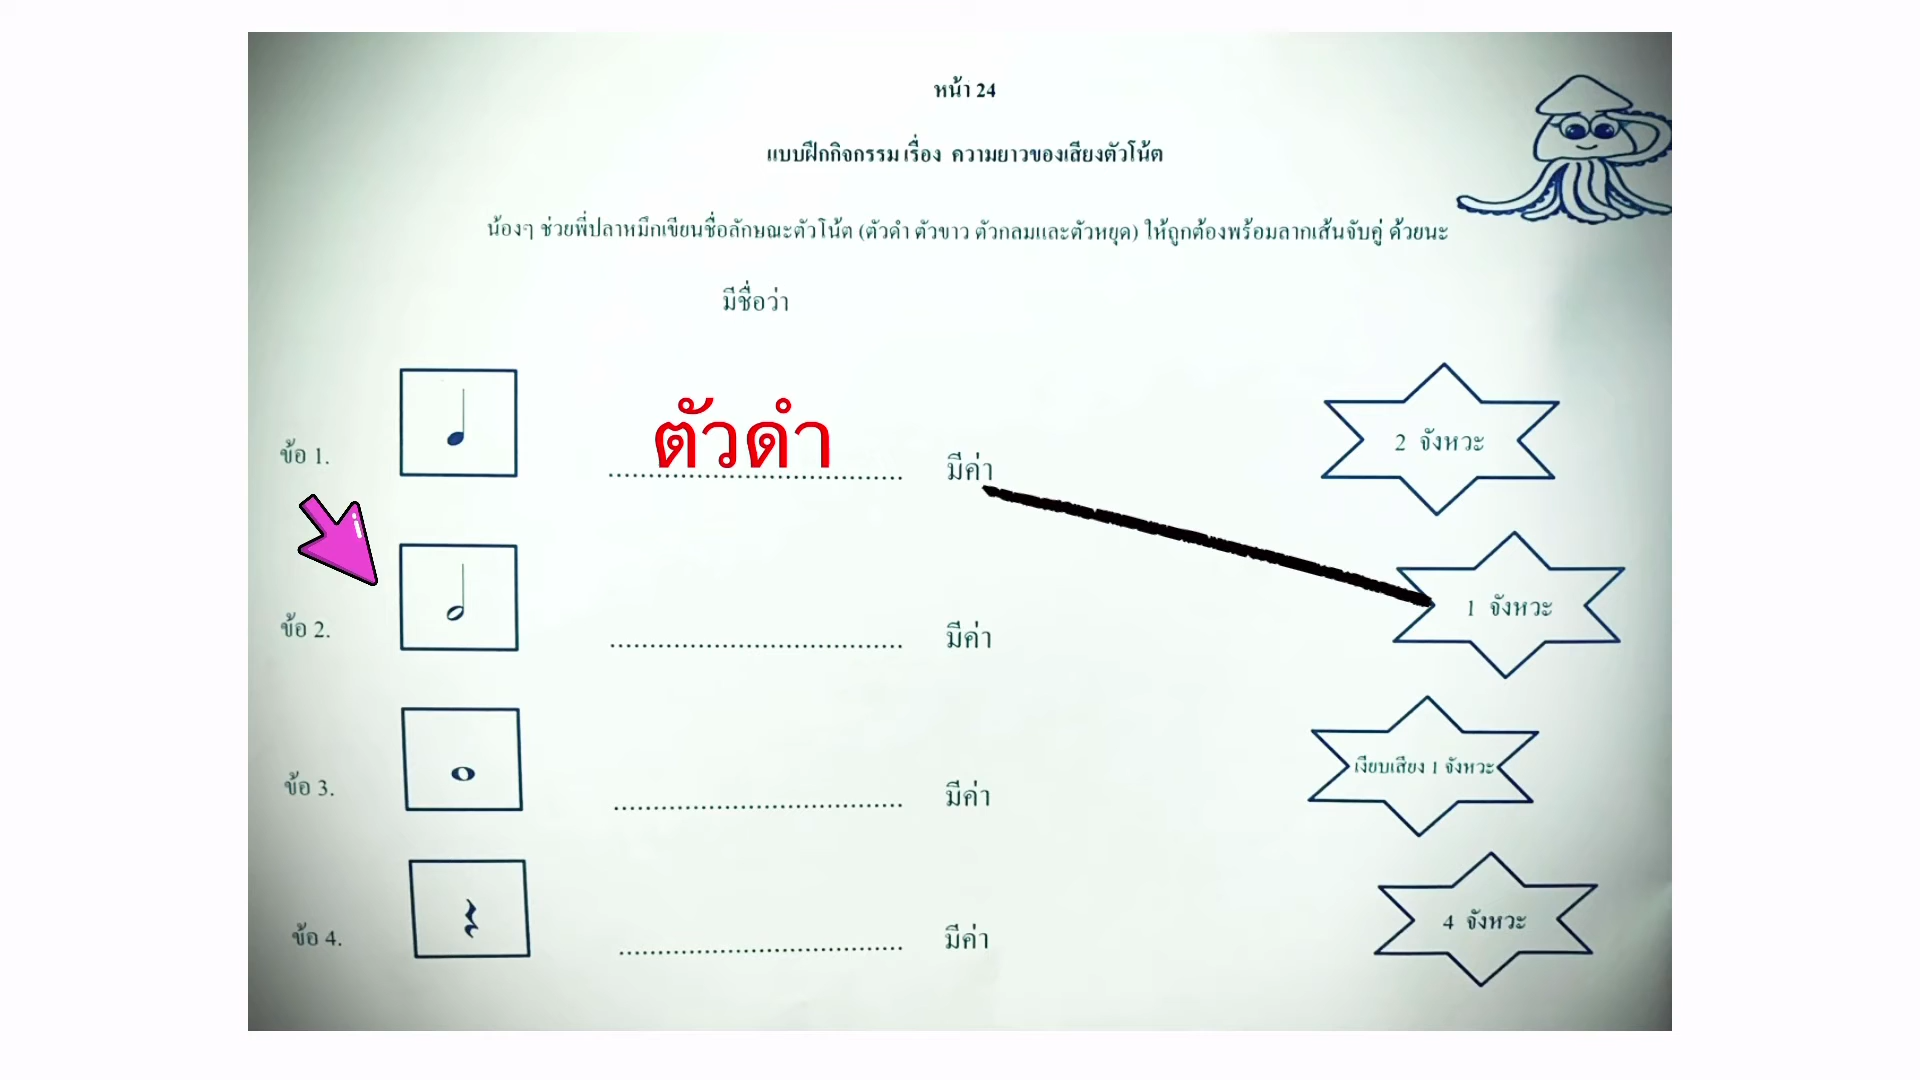 หน้า 24
แบบฝึกกิจกรรม เรื่อง ความยาวของเสียงตัวโน้ต
น้องๆ ช่วยพี่ปลาหมึกเขียนชื่อลักษณะตัวโน้ต (ตัวดำ ตัวขาว ตัวกลมและตัวหยุด) ให้ถูกต้องพร้อมลากเส้นจับคู่ ด้วยนะ
มีชื่อว่า
ข้อ 1. ตัวดำ มีค่า 2 จังหวะ
ข้อ 2. มีค่า 1 จังหวะ
ข้อ 3. มีค่า เงียบเสียง 1 จังหวะ
ข้อ 4. มีค่า 4 จังหวะ